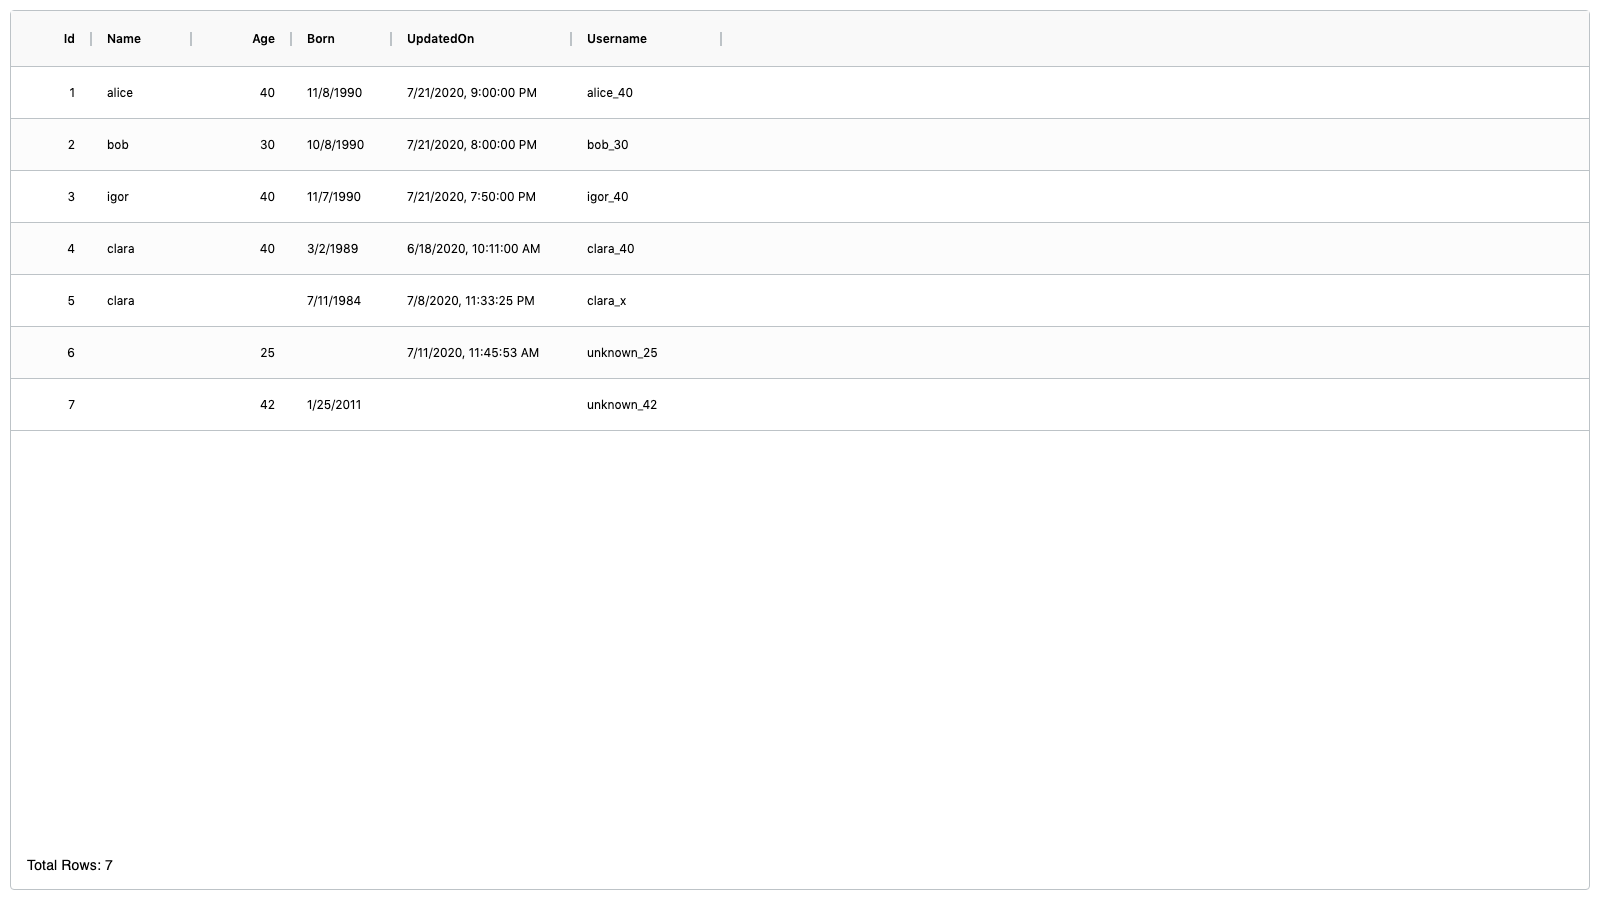 Id Name Age Born UpdatedOn Username
1 alice 40 11/8/1990 7/21/2020, 9:00:00 PM alice_40
2 bob 30 10/8/1990 7/21/2020, 8:00:00 PM bob_30
3 igor 40 11/7/1990 7/21/2020, 7:50:00 PM igor_40
4 clara 40 3/2/1989 6/18/2020, 10:11:00 AM clara_40
5 clara 7/11/1984 7/8/2020, 11:33:25 PM clara_x
6 25 7/11/2020, 11:45:53 AM unknown_25
7 42 1/25/2011 unknown_42
Total Rows: 7